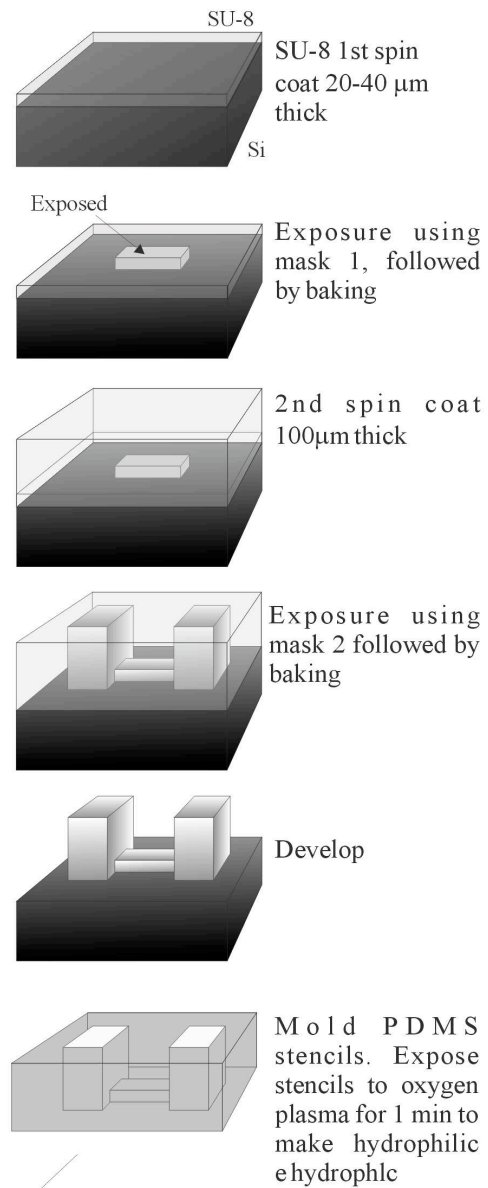 SU-8
SU-8 1st spin
coat 20-40 μm
thick
Si
Exposed
Exposure using
mask 1, followed
by baking
2nd spin coat
100μm thick
Exposure using
mask 2 followed by
baking
Develop
Mold PDMS
stencils. Expose
stencils to oxygen
plasma for 1 min to
make hydrophilic
e hydrophlc